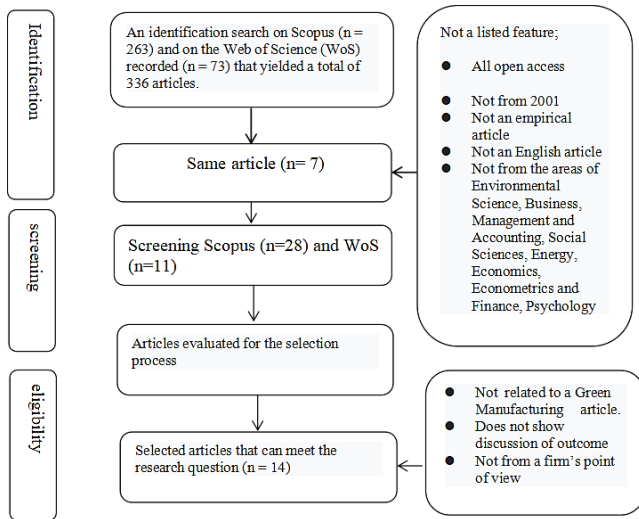 Identification
An identification search on Scopus (n =
263) and on the Web of Science (WoS)
recorded (n = 73) that yielded a total of
336 articles.
Same article (n= 7)
Not a listed feature;
● All open access
● Not from 2001
● Not an empirical
article
● Not an English article
● Not from the areas of
Environmental
Science, Business,
Management and
Accounting, Social
Sciences, Energy,
Economics,
Econometrics and
Finance, Psychology
screening
Screening Scopus (n=28) and WoS
(n=11)
Articles evaluated for the selection
process
eligibility
Selected articles that can meet the
research question (n = 14)
● Not related to a Green
Manufacturing article.
● Does not show
discussion of outcome
● Not from a firm's point
of view